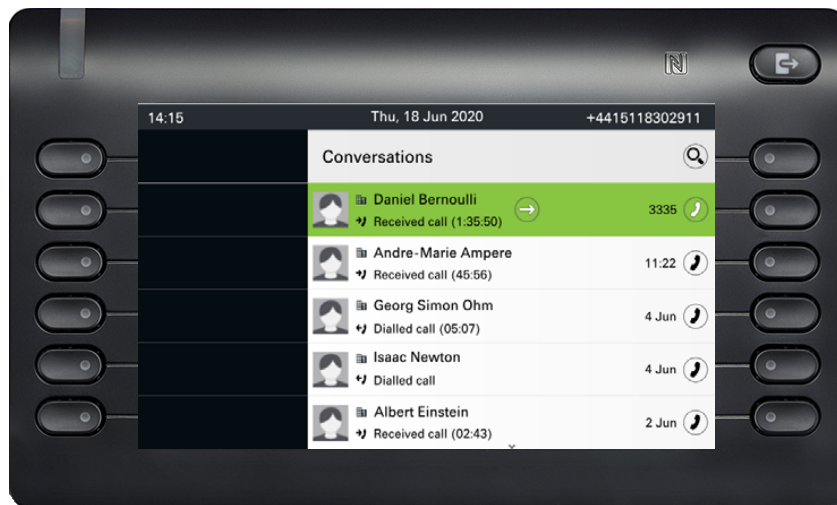 14:15 Thu, 18 Jun 2020 +4415118302911
Conversations
Daniel Bernoulli
Received call (1:35:50) 3335
Andre-Marie Ampere
Received call (45:56) 11:22
Georg Simon Ohm
Dialled call (05:07) 4 Jun
Isaac Newton
Dialled call 4 Jun
Albert Einstein
Received call (02:43) 2 Jun